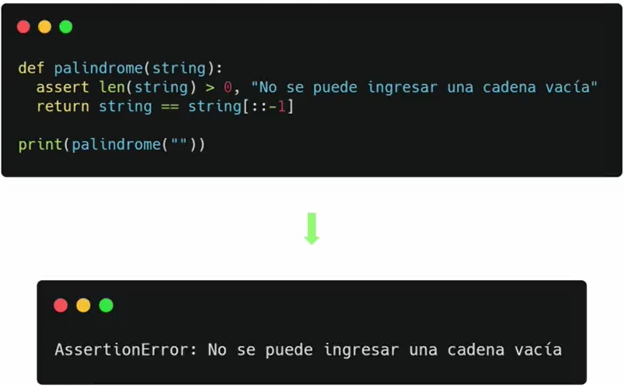 def palindrome(string):
  assert len(string) > 0, "No se puede ingresar una cadena vacía"
  return string == string[::-1]
print(palindrome(""))
AssertionError: No se puede ingresar una cadena vacía